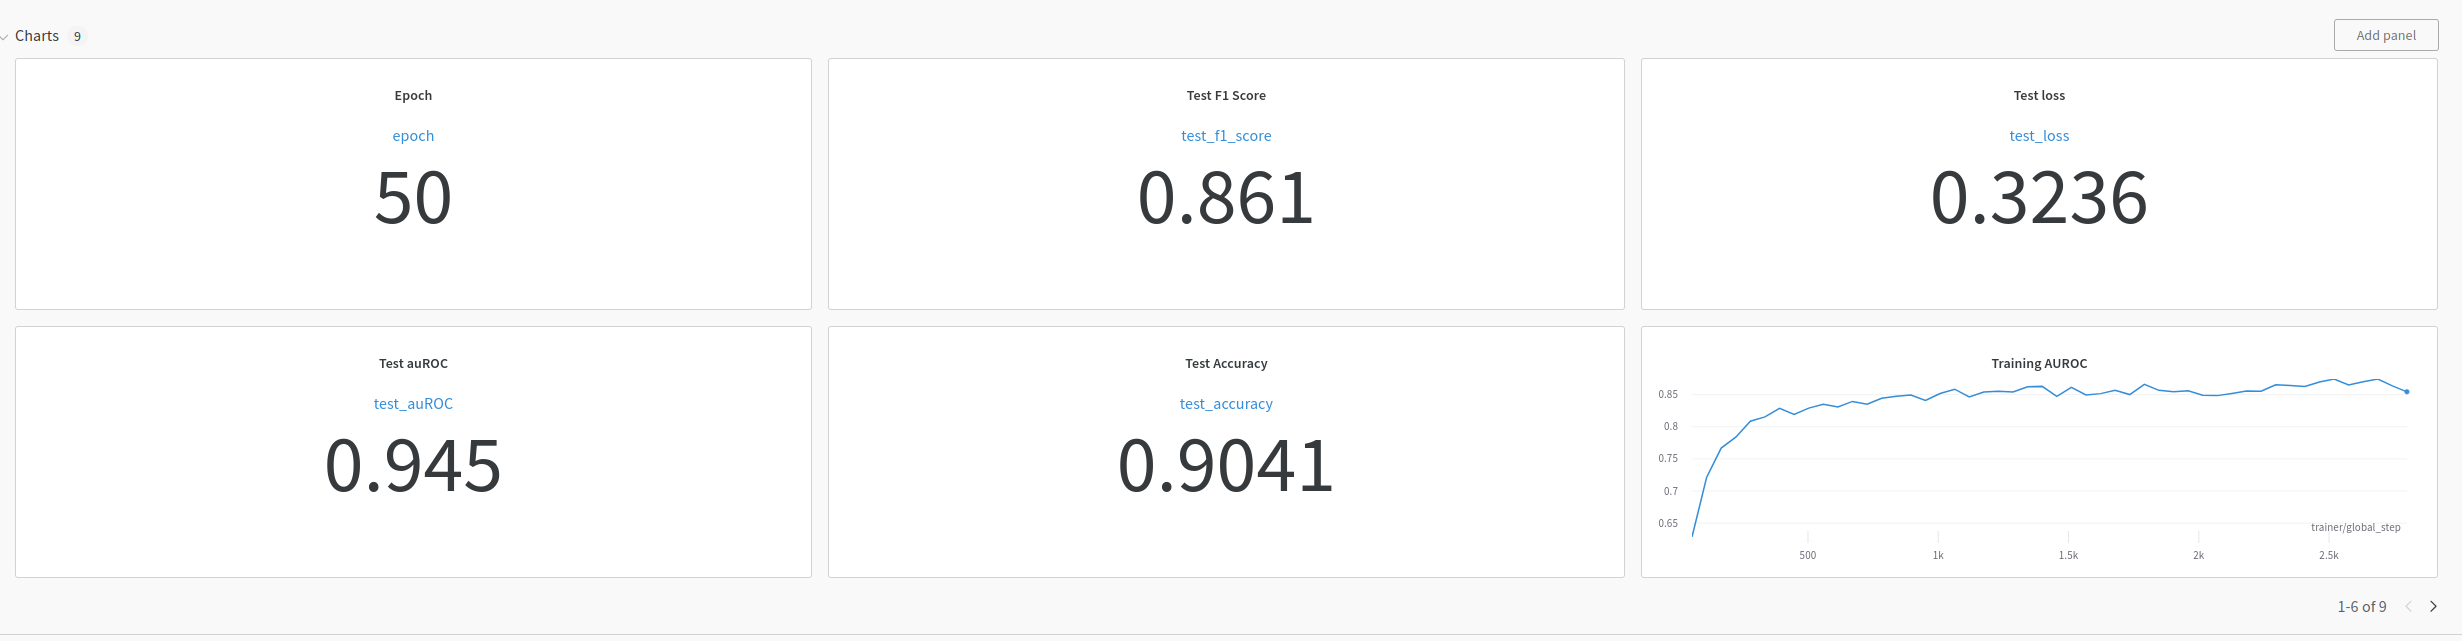 Charts 9
Add panel
Epoch
epoch
50
Test F1 Score
test_f1_score
0.861
Test loss
test_loss
0.3236
Test auROC
test_auROC
0.945
Test Accuracy
test_accuracy
0.9041
Training AUROC
0.85
0.8
0.75
0.7
0.65
trainer/global_step
500 1k 1.5k 2k 2.5k
1-6 of 9